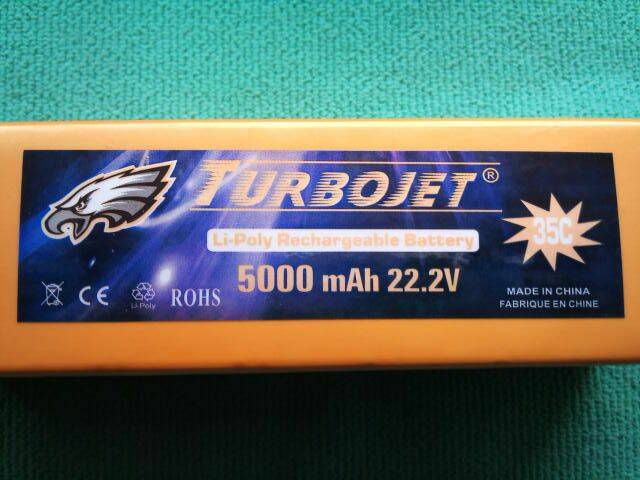 TURBOJET®
Li-Poly Rechargeable Battery
35C
5000 mAh 22.2V
CE
Li-Poly
ROHS
MADE IN CHINA
FABRIQUE EN CHINE